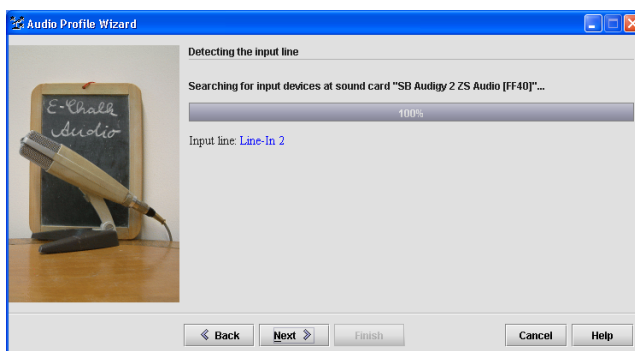 Audio Profile Wizard
E-Chalk
Audio
Detecting the input line
Searching for input devices at sound card "SB Audigy 2 ZS Audio [FF40]"...
100%
Input line: Line-In 2
Back
Next
Finish
Cancel
Help